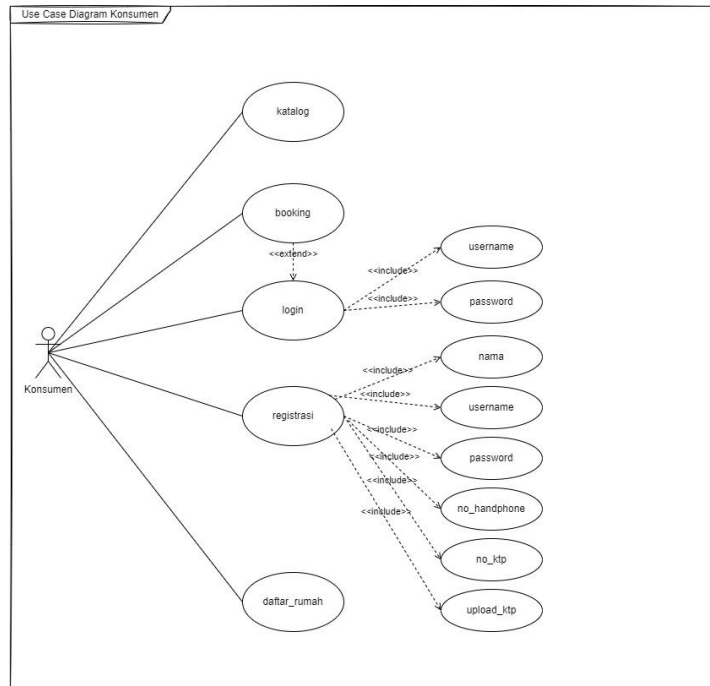 Use Case Diagram Konsumen
katalog
booking
<<extend>>
login
<<include>>
username
<<include>>
password
Konsumen
registrasi
<<include>>
nama
<<include>>
username
<<include>>
password
<<include>>
no_handphone
<<include>>
no_ktp
<<include>>
upload_ktp
daftar_rumah